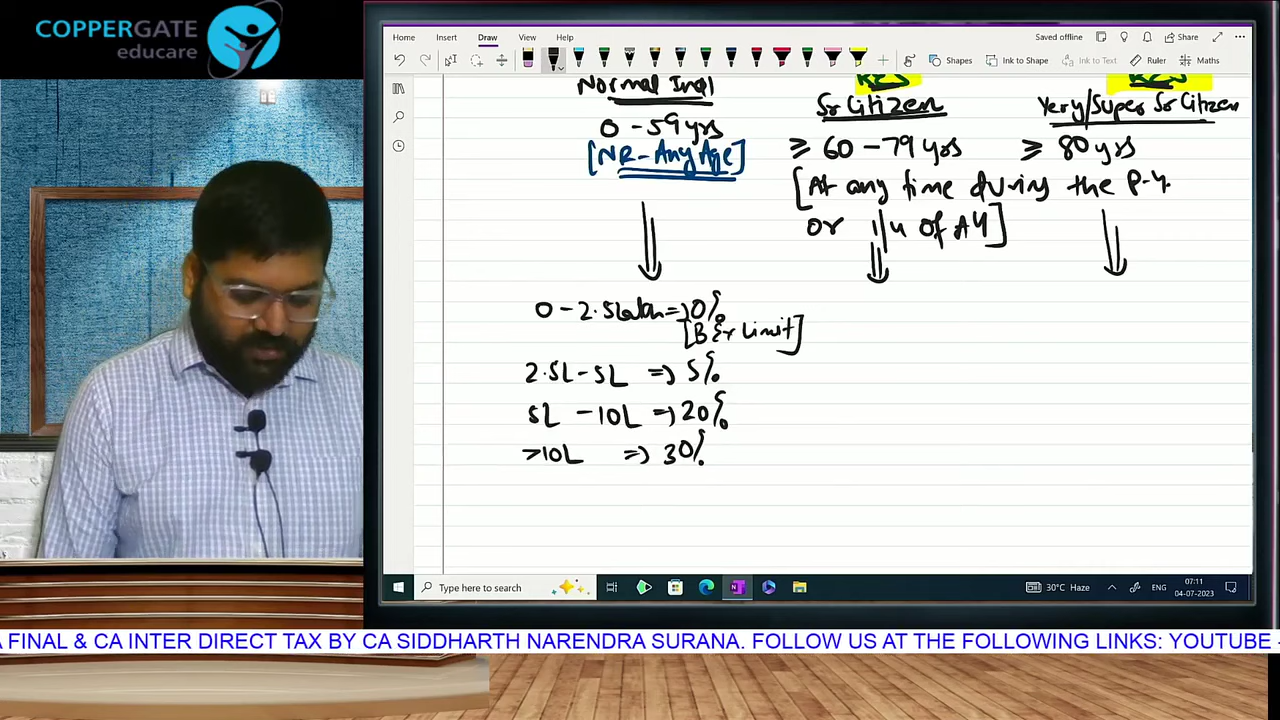 COPPERGATE
educare
Home Insert Draw View Help
Saved offline
Share
Shapes
Ink to Shape
Ink to Text
Ruler
Maths
Normal Indl
0 - 59 yrs
[NR - Any Age]
RES
Sr Citizen
≥ 60 - 79 yrs
RES
Very/Super Sr Citizen
≥ 80 yrs
[At any time during the P.Y.
or 1/4 of AY]
0 - 2.5 Lakh => 0%
[B Ex Limit]
2.5L - 5L => 5%
5L - 10L => 20%
>10L => 30%
Type here to search
30°C Haze
ENG
07:11
04-07-2023
A FINAL & CA INTER DIRECT TAX BY CA SIDDHARTH NARENDRA SURANA. FOLLOW US AT THE FOLLOWING LINKS: YOUTUBE -